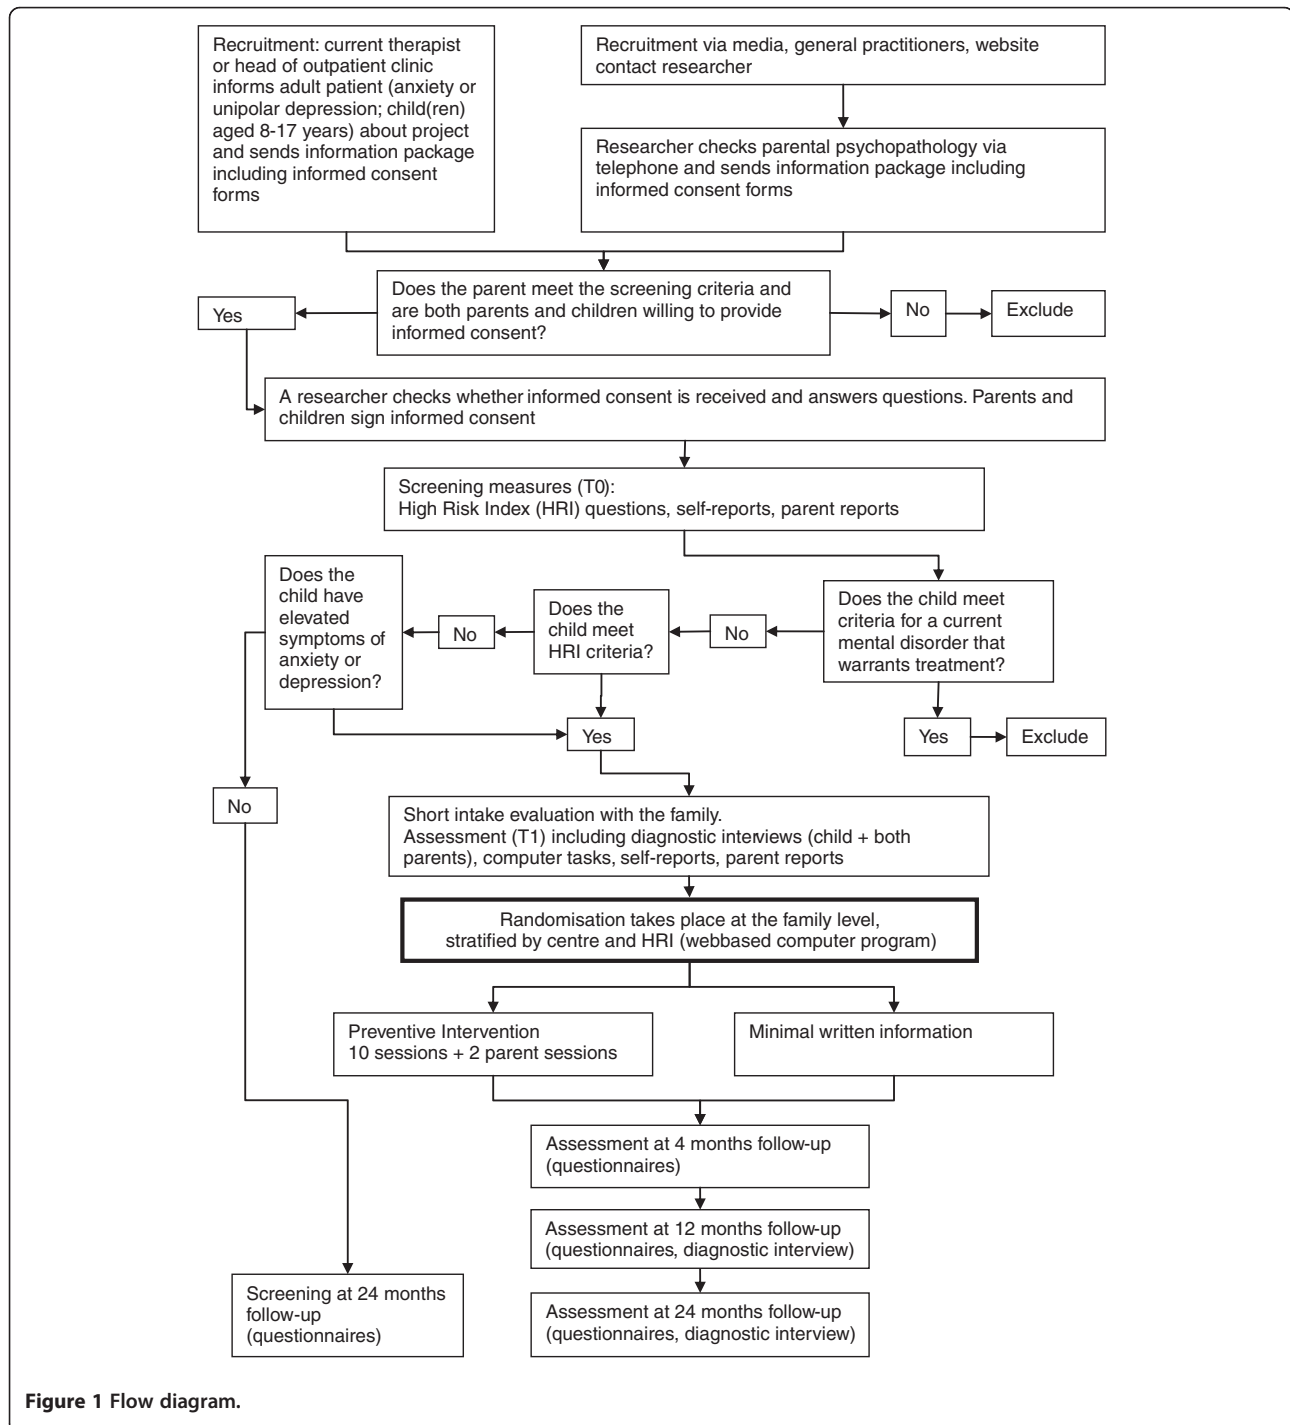 Recruitment: current therapist
or head of outpatient clinic
informs adult patient (anxiety or
unipolar depression; child(ren)
aged 8-17 years) about project
and sends information package
including informed consent
forms
Recruitment via media, general practitioners, website
contact researcher
Researcher checks parental psychopathology via
telephone and sends information package including
informed consent forms
Does the parent meet the screening criteria and
are both parents and children willing to provide
informed consent?
Yes
No
Exclude
A researcher checks whether informed consent is received and answers questions. Parents and
children sign informed consent
Screening measures (T0):
High Risk Index (HRI) questions, self-reports, parent reports
Does the child meet
criteria for a current
mental disorder that
warrants treatment?
No
Does the
child meet
HRI criteria?
No
Does the
child have
elevated
symptoms of
anxiety or
depression?
Yes
Yes
Exclude
No
Short intake evaluation with the family.
Assessment (T1) including diagnostic interviews (child + both
parents), computer tasks, self-reports, parent reports
Randomisation takes place at the family level,
stratified by centre and HRI (webbased computer program)
Preventive Intervention
10 sessions + 2 parent sessions
Minimal written information
Assessment at 4 months follow-up
(questionnaires)
Assessment at 12 months follow-up
(questionnaires, diagnostic interview)
Screening at 24 months
follow-up
(questionnaires)
Assessment at 24 months follow-up
(questionnaires, diagnostic interview)
Figure 1 Flow diagram.